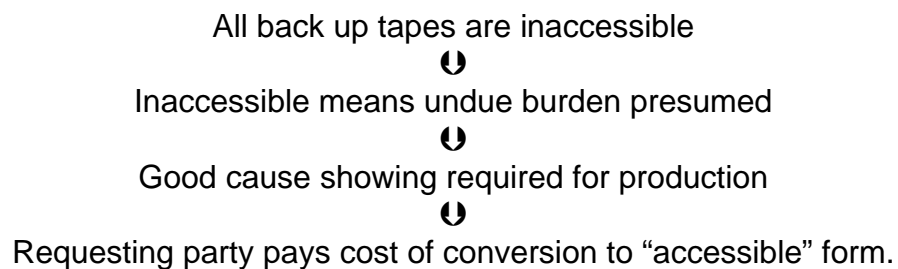 All back up tapes are inaccessible
Inaccessible means undue burden presumed
Good cause showing required for production
Requesting party pays cost of conversion to “accessible” form.